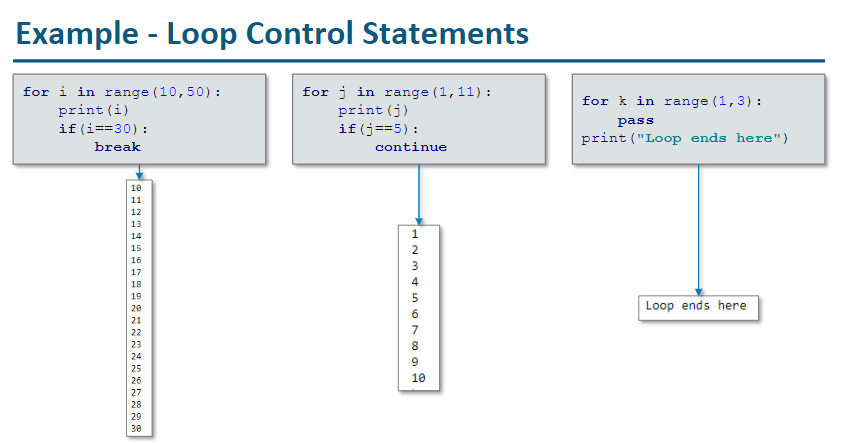 Example - Loop Control Statements
for i in range(10,50):
    print(i)
    if(i==30):
        break
10
11
12
13
14
15
16
17
18
19
20
21
22
23
24
25
26
27
28
29
30
for j in range(1,11):
    print(j)
    if(j==5):
        continue
1
2
3
4
5
6
7
8
9
10
for k in range(1,3):
    pass
print("Loop ends here")
Loop ends here